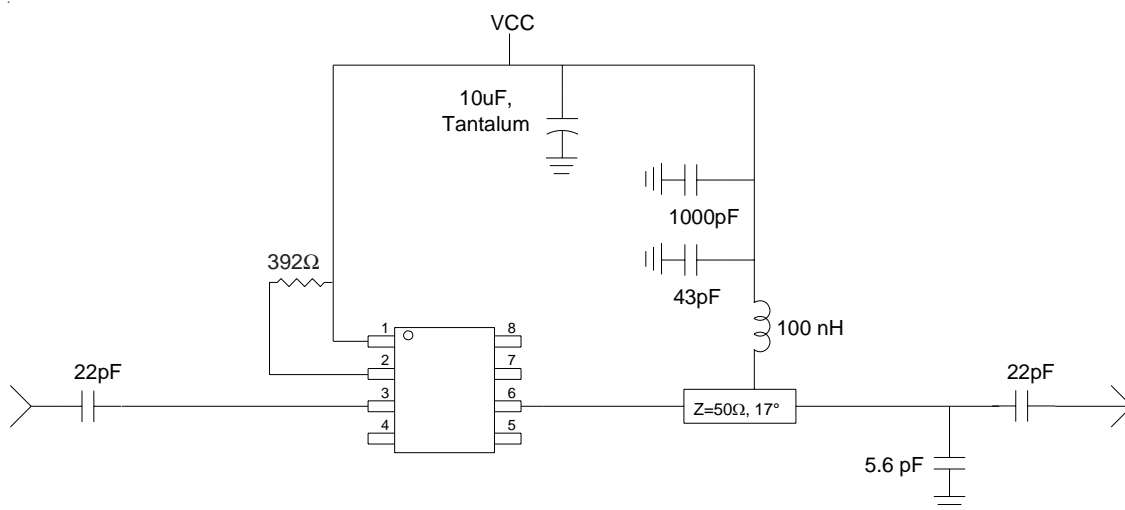 VCC
10uF,
Tantalum
1000pF
392Ω
43pF
100 nH
1
8
2
7
22pF
3
6
22pF
Z=50Ω, 17°
4
5
5.6 pF